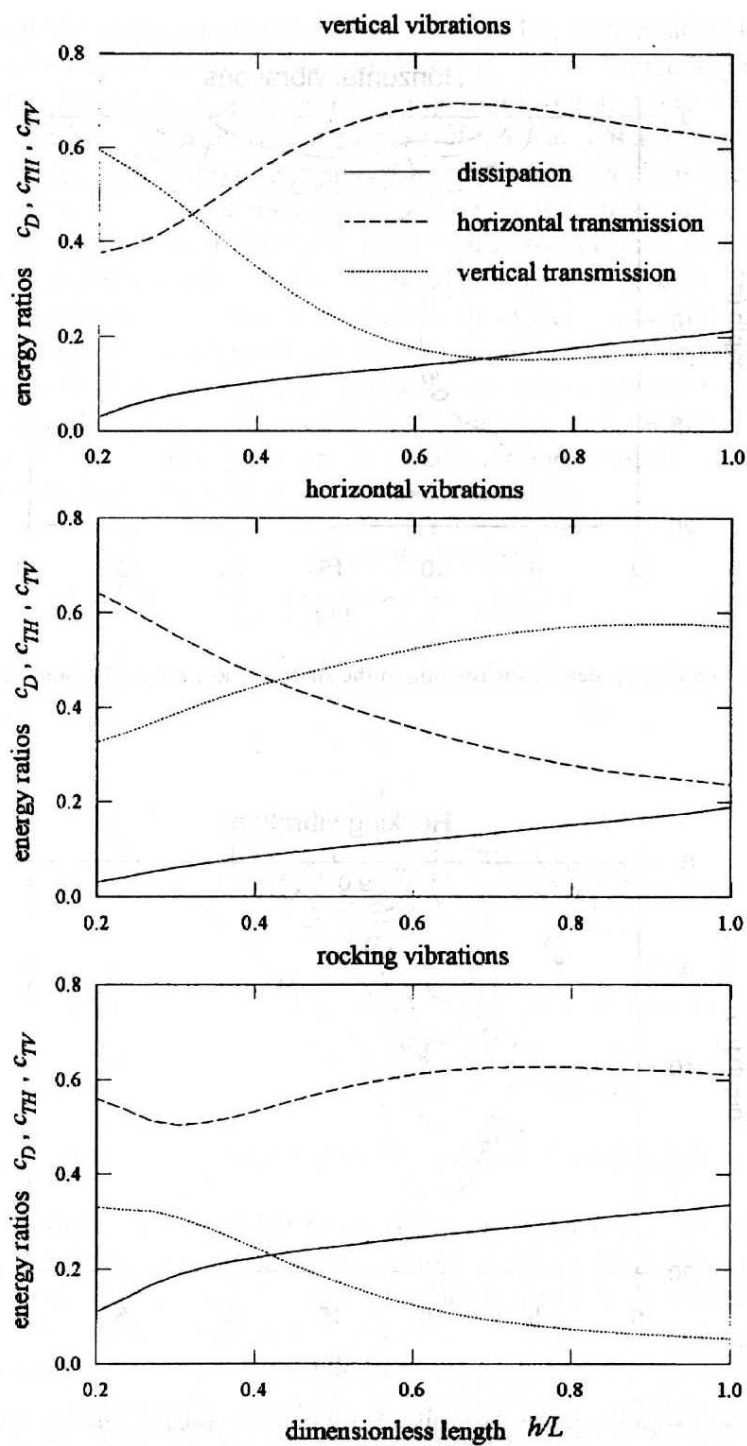 vertical vibrations
0.8
0.6
0.4
0.2
0.0
energy ratios c_D , c_TH , c_TV
dissipation
horizontal transmission
vertical transmission
0.2 0.4 0.6 0.8 1.0
horizontal vibrations
0.8
0.6
0.4
0.2
0.0
energy ratios c_D , c_TH , c_TV
0.2 0.4 0.6 0.8 1.0
rocking vibrations
0.8
0.6
0.4
0.2
0.0
energy ratios c_D , c_TH , c_TV
0.2 0.4 0.6 0.8 1.0
dimensionless length h/L